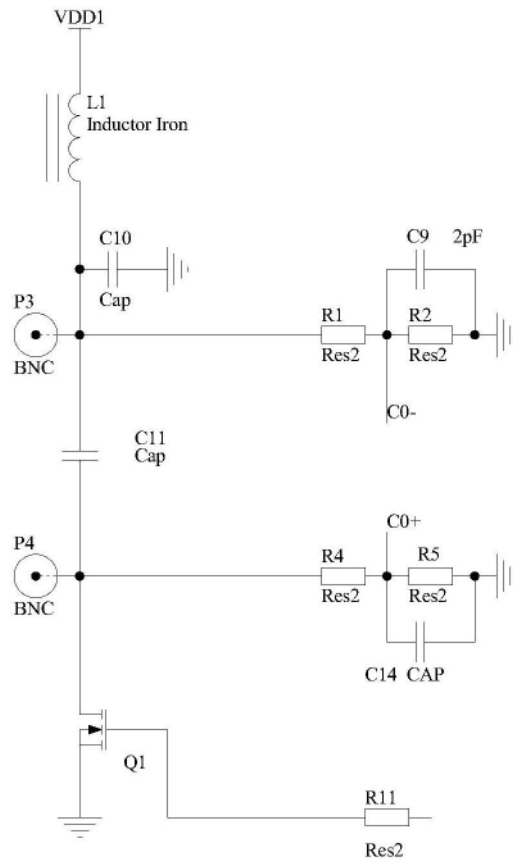 VDD1
L1
Inductor Iron
C10
Cap
C9 2pF
P3
BNC
R1
Res2
R2
Res2
C0-
C11
Cap
C0+
P4
BNC
R4
Res2
R5
Res2
C14 CAP
Q1
R11
Res2